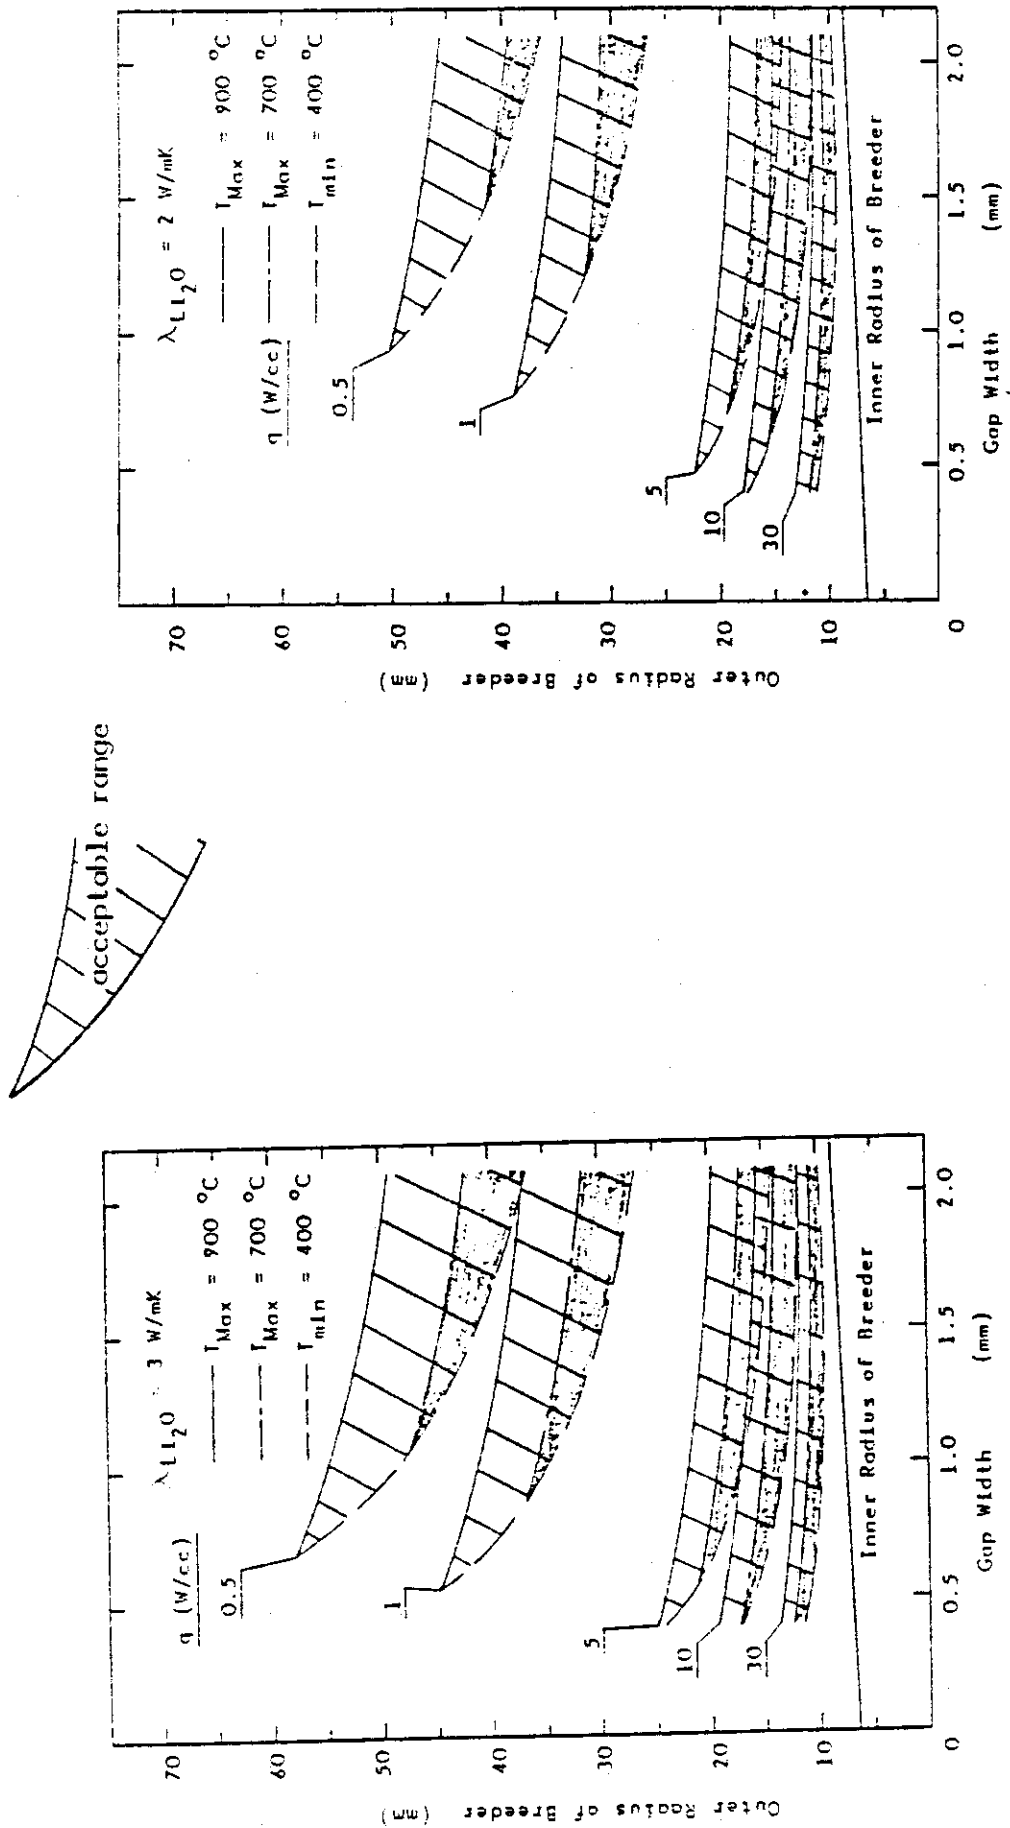 acceptable range
λLi₂O = 3 W/mK
TMax = 900 °C
TMax = 700 °C
Tmin = 400 °C
q (W/cc)
0.5
1
5
10
30
Inner Radius of Breeder
70
60
50
40
30
20
10
0
0.5
1.0
1.5
2.0
Gap Width (mm)
Outer Radius of Breeder (mm)
λLi₂O = 2 W/mK
TMax = 900 °C
TMax = 700 °C
Tmin = 400 °C
q (W/cc)
0.5
1
5
10
30
Inner Radius of Breeder
70
60
50
40
30
20
10
0
0.5
1.0
1.5
2.0
Gap Width (mm)
Outer Radius of Breeder (mm)